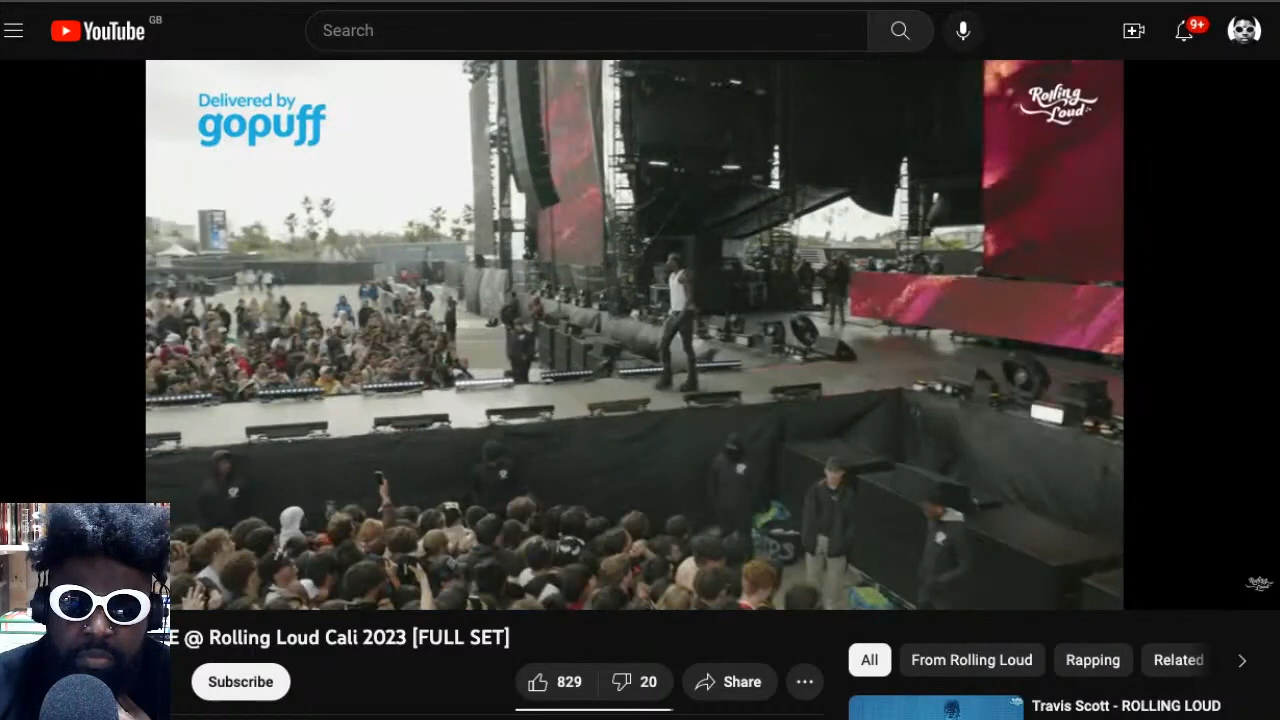 YouTube
GB
Search
9+
Delivered by
gopuff
Rolling
Loud
E @ Rolling Loud Cali 2023 [FULL SET]
Subscribe
829
20
Share
All
From Rolling Loud
Rapping
Related
Travis Scott - ROLLING LOUD